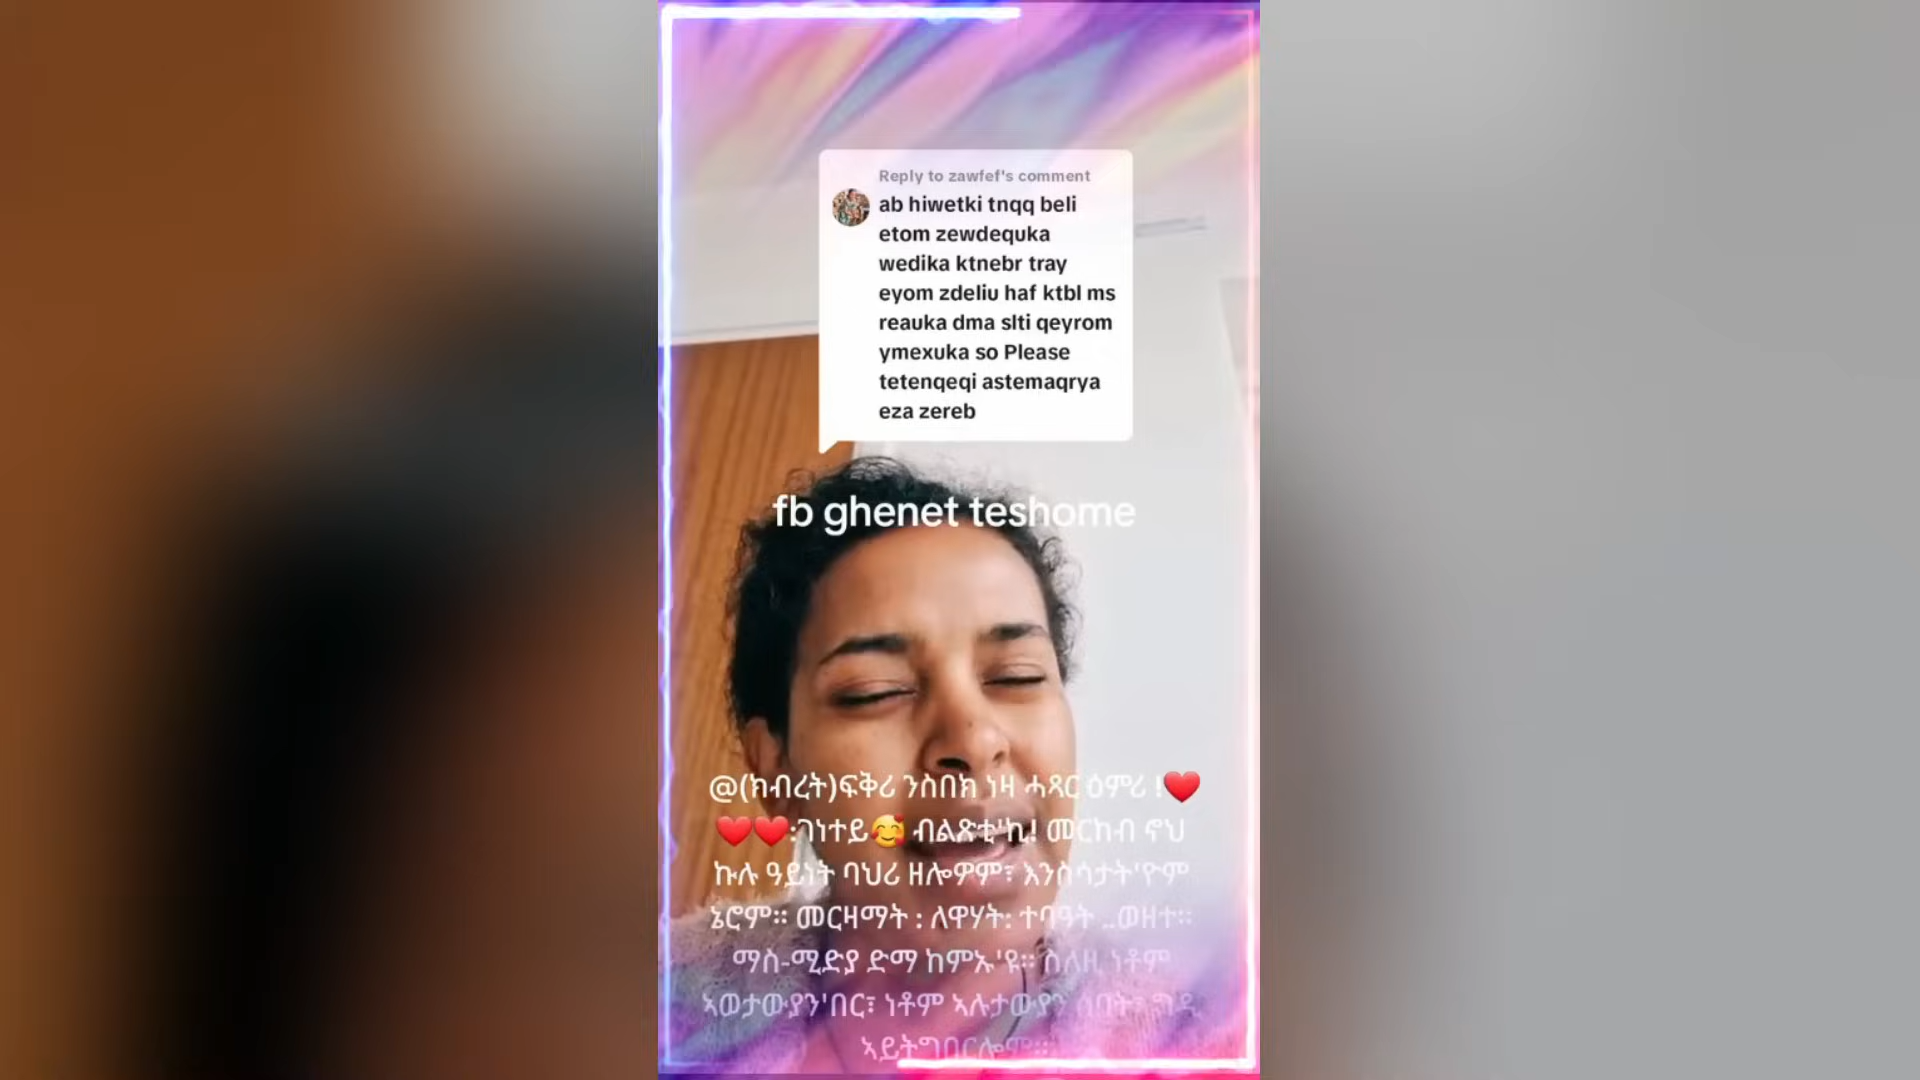 Reply to zawfef's comment
ab hiwetki tnqq beli
etom zewdequka
wedika ktnebr tray
eyom zdeliu haf ktbl ms
reauka dma slti qeyrom
ymexuka so Please
tetenqeqi astemaqrya
eza zereb
fb ghenet teshome
@(ክብረት)ፍቅሪ ንስበክ ነዛ ሓጻር ዕምሪ !❤️
❤️❤️:ገነተይ🥰 ብልጽቲ'ኪ! መርከብ ኖህ
ኩሉ ዓይነት ባህሪ ዘሎዎም፣ እንስሳታት'ዮም
ኔሮም። መርዛማት : ለዋሃት: ተባዓት ..ወዘተ።
ማስ-ሚድያ ድማ ከምኡ'ዩ። ስለዚ ነቶም
ኣወታውያን'በር፣ ነቶም ኣሉታውያን ሰባት፣ ግዲ
ኣይትግበርሎም።